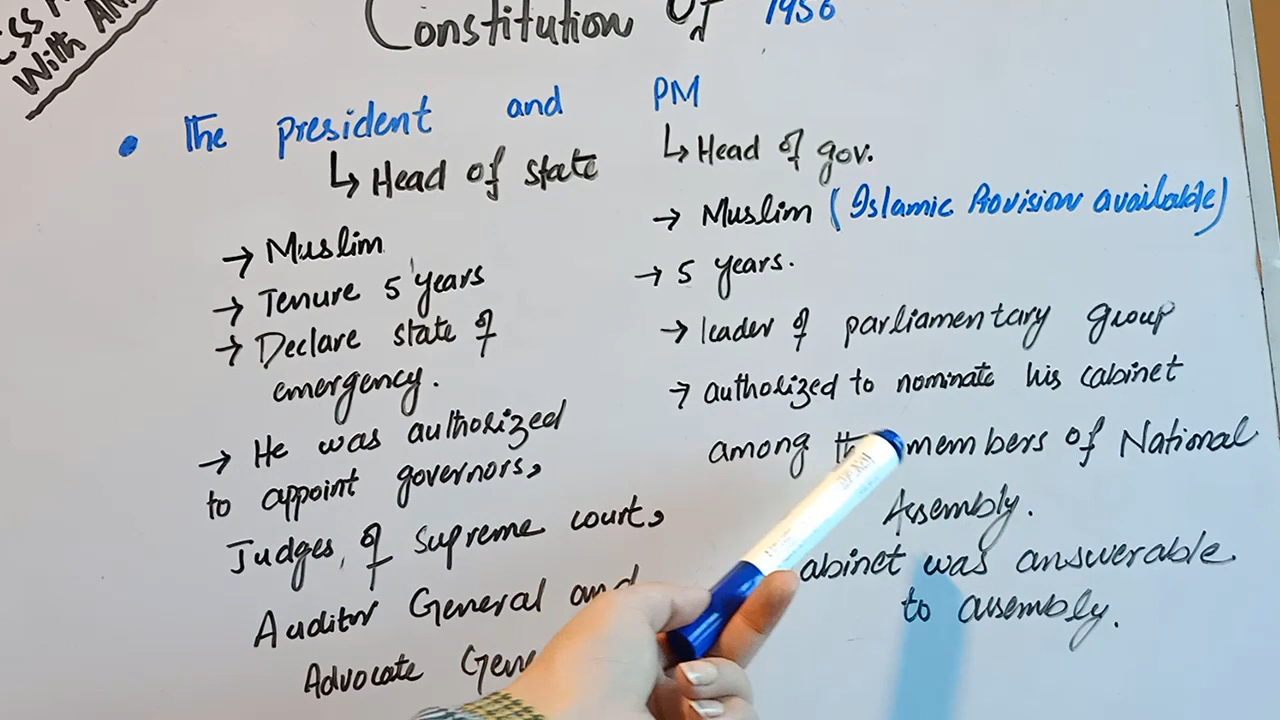 CSS
With
Constitution Of 1956
• The president and PM
↳ Head of state
→ Muslim
→ Tenure 5 years
→ Declare state of
emergency.
→ He was authorized
to appoint governors,
Judges, of supreme court,
Auditor General and
Advocate
↳ Head of gov.
→ Muslim (Islamic Provision available)
→ 5 years.
→ leader of parliamentary group
→ authorized to nominate his cabinet
among members of National
Assembly.
was answerable
to assembly.